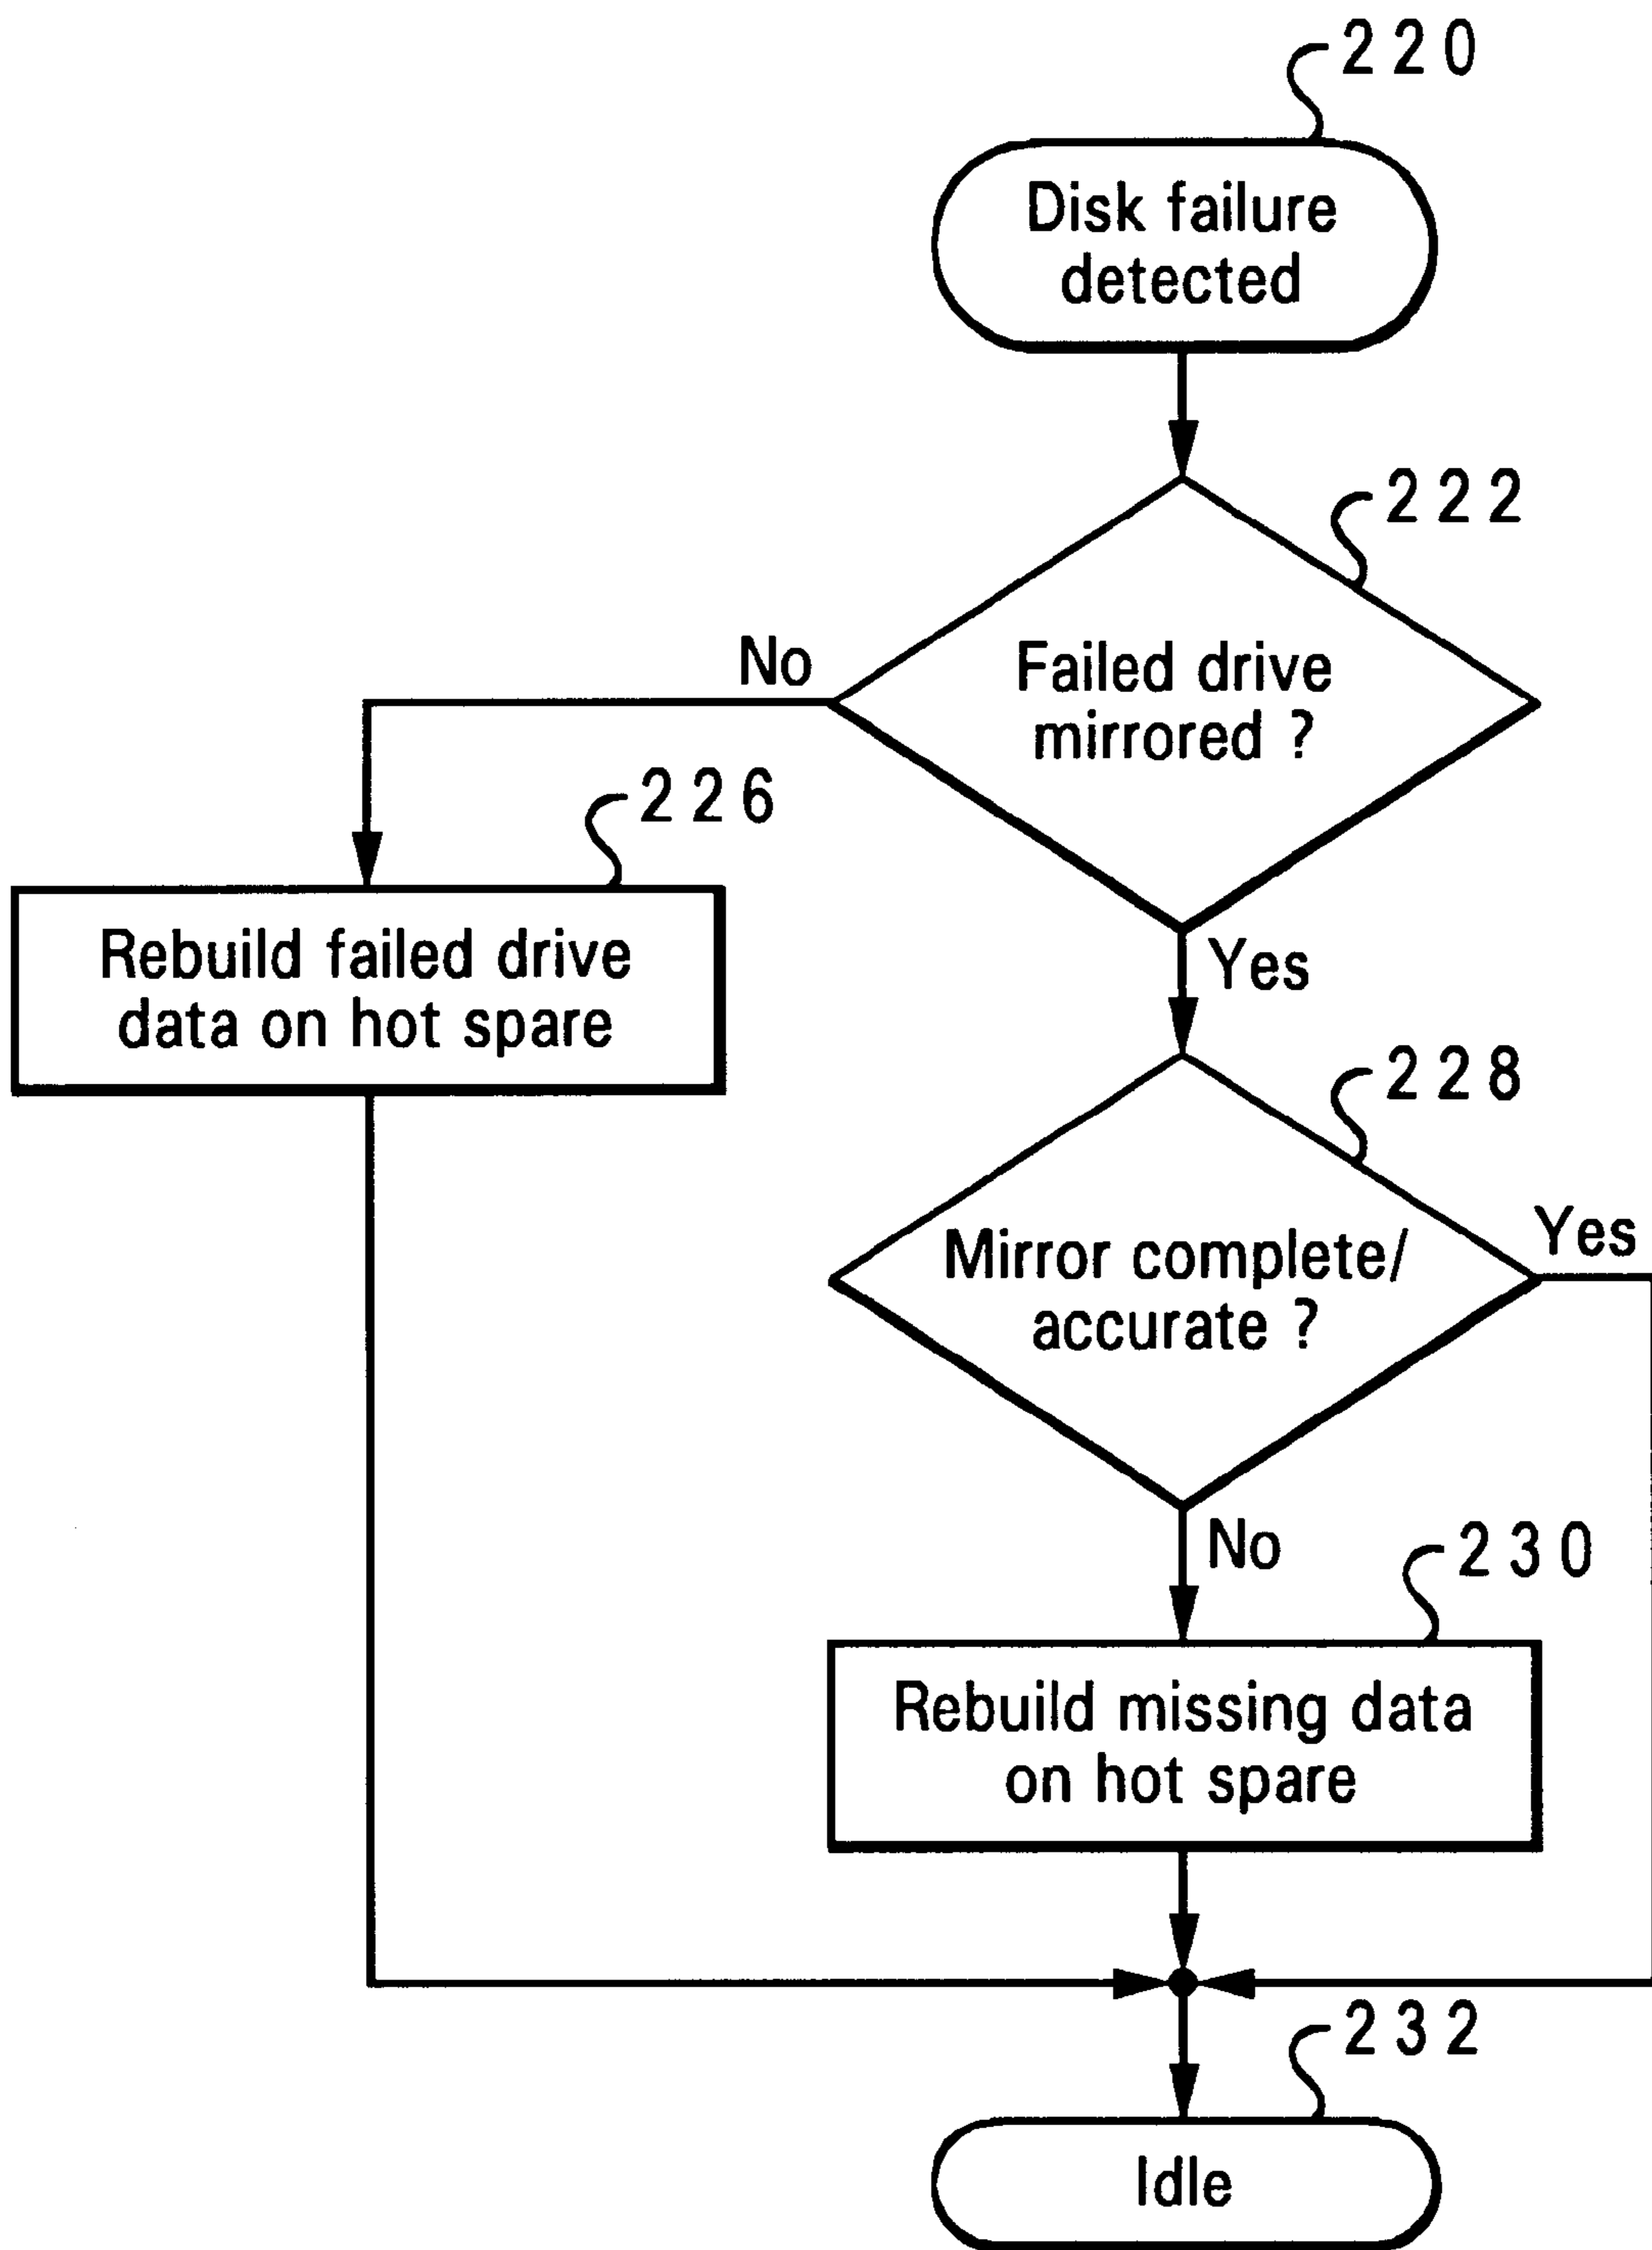 220
Disk failure
detected
222
Failed drive
mirrored ?
No
226
Rebuild failed drive
data on hot spare
Yes
228
Mirror complete/
accurate ?
Yes
No
230
Rebuild missing data
on hot spare
232
Idle